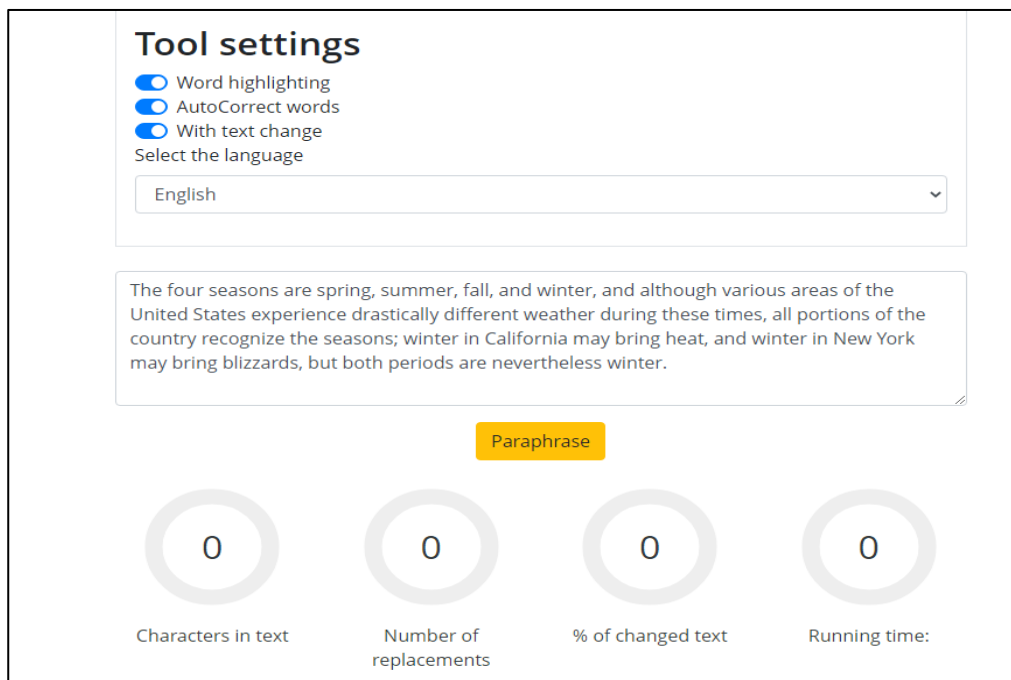 Tool settings
Word highlighting
AutoCorrect words
With text change
Select the language
English
The four seasons are spring, summer, fall, and winter, and although various areas of the
United States experience drastically different weather during these times, all portions of the
country recognize the seasons; winter in California may bring heat, and winter in New York
may bring blizzards, but both periods are nevertheless winter.
Paraphrase
0 0 0 0
Characters in text Number of % of changed text Running time:
replacements